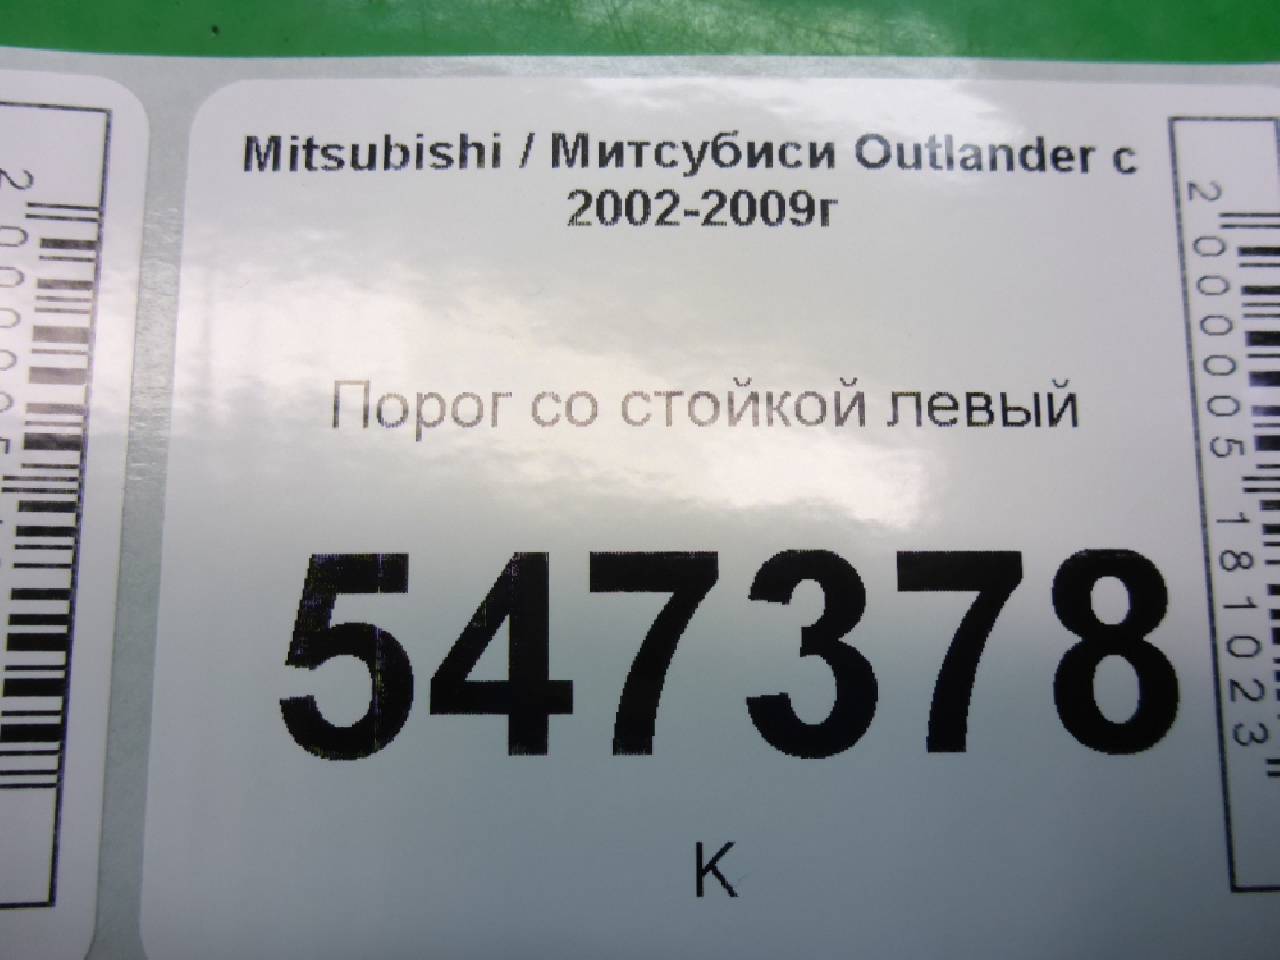 Mitsubishi / Митсубиси Outlander с
2002-2009г
Порог со стойкой левый
547378
К
2000005181023